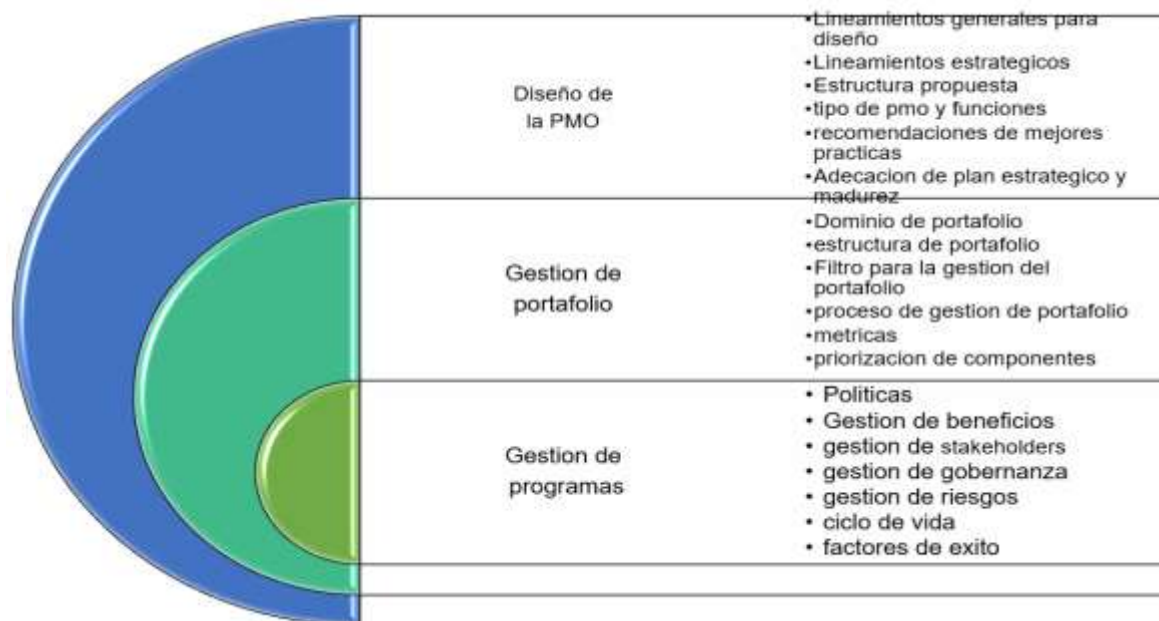 Diseño de
la PMO
•Lineamientos generales para
diseño
•Lineamientos estrategicos
•Estructura propuesta
•tipo de pmo y funciones
•recomendaciones de mejores
practicas
•Adecacion de plan estrategico y
madurez
Gestion de
portafolio
•Dominio de portafolio
•estructura de portafolio
•Filtro para la gestion del
portafolio
•proceso de gestion de portafolio
•metricas
•priorizacion de componentes
Gestion de
programas
• Politicas
• Gestion de beneficios
• gestion de stakeholders
• gestion de gobernanza
• gestion de riesgos
• ciclo de vida
• factores de exito